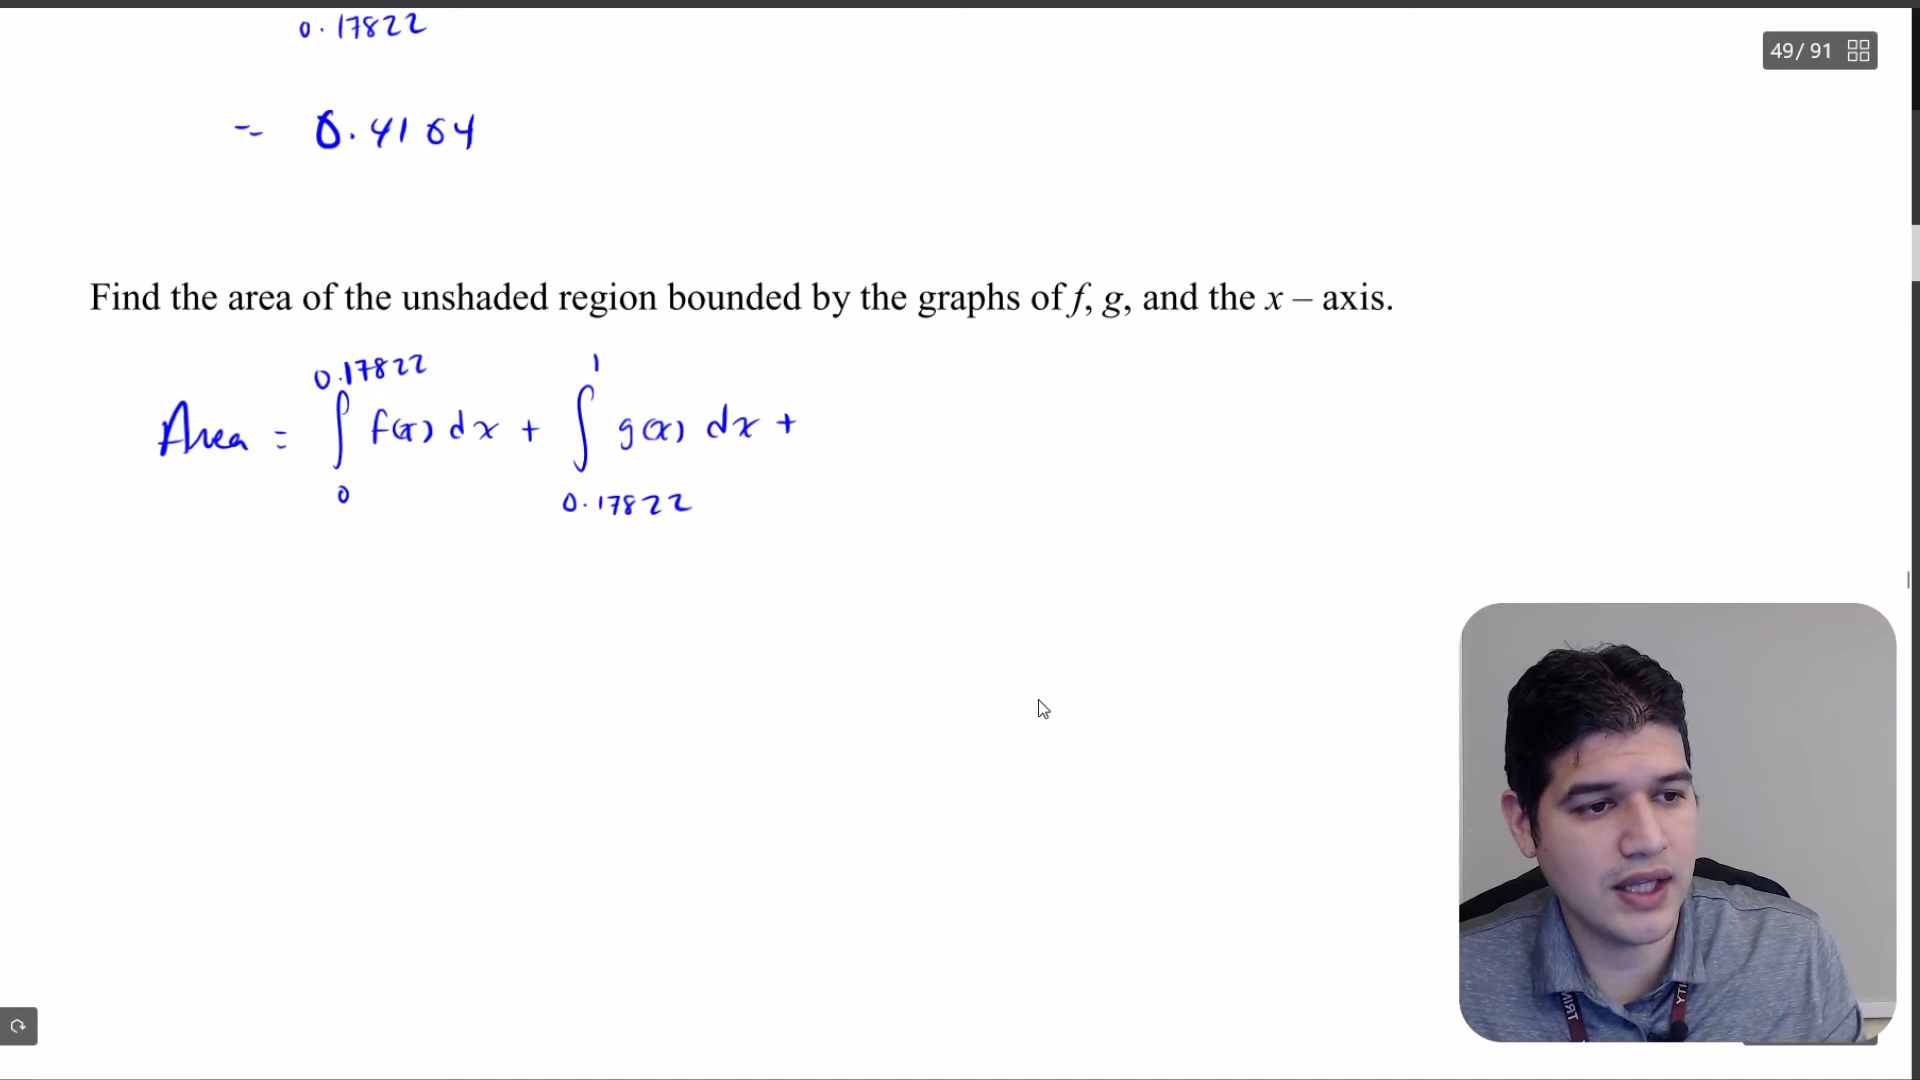 0.17822
49/ 91
= 0.4164
Find the area of the unshaded region bounded by the graphs of f, g, and the x – axis.
0.17822 1
Area = ∫ f(x) dx + ∫ g(x) dx +
0 0.17822